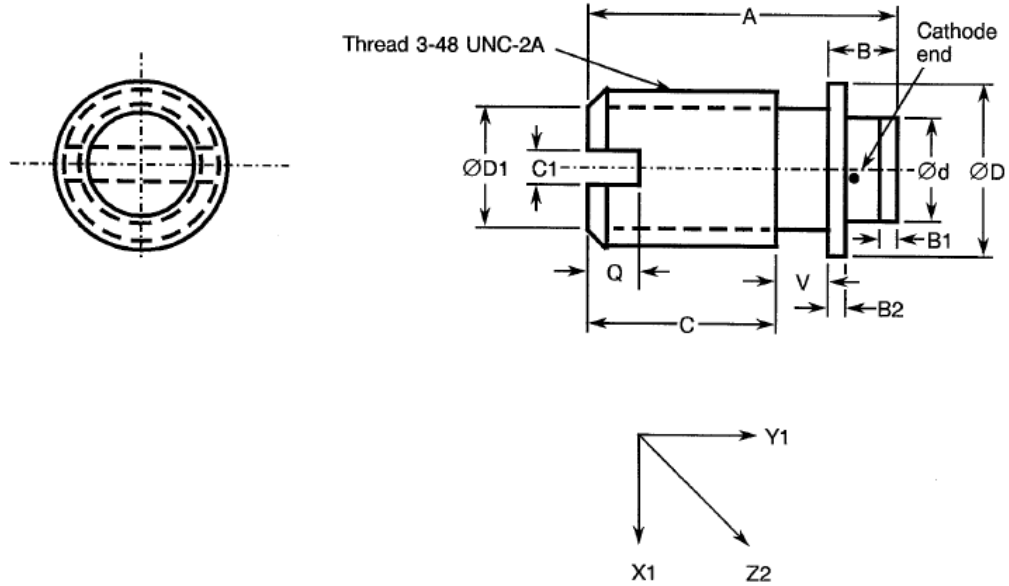 A
Thread 3-48 UNC-2A
Cathode
end
B
ØD1
C1
Ød
ØD
B1
Q
V
B2
C
Y1
X1
Z2